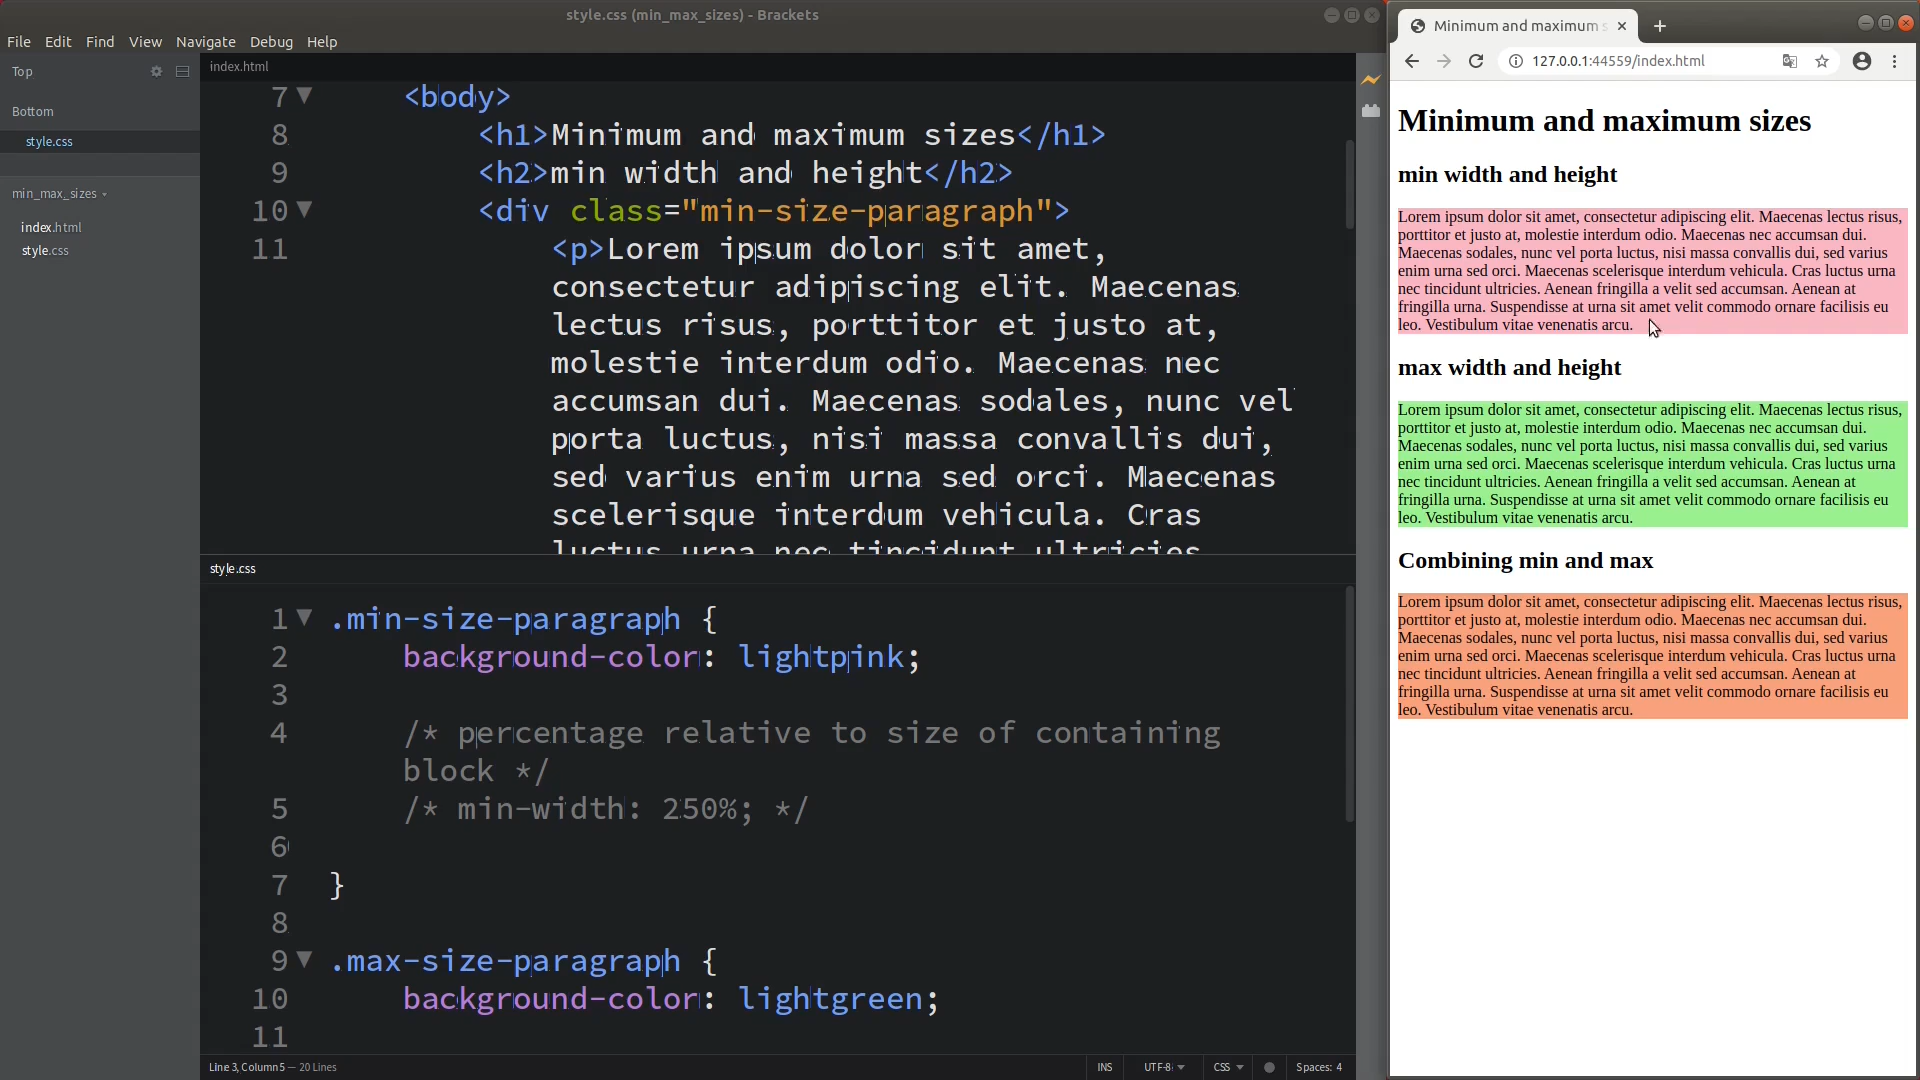 style.css (min_max_sizes) - Brackets
File Edit Find View Navigate Debug Help
Top
Bottom
style.css
min_max_sizes
index.html
style.css
index.html
7 <body>
8 <h1>Minimum and maximum sizes</h1>
9 <h2>min width and height</h2>
10 <div class="min-size-paragraph">
11 <p>Lorem ipsum dolor sit amet,
consectetur adipiscing elit. Maecenas
lectus risus, porttitor et justo at,
molestie interdum odio. Maecenas nec
accumsan dui. Maecenas sodales, nunc vel
porta luctus, nisi massa convallis dui,
sed varius enim urna sed orci. Maecenas
scelerisque interdum vehicula. Cras
luctus urna nec tincidunt ultricies.
style.css
1 .min-size-paragraph {
2 background-color: lightpink;
3
4 /* percentage relative to size of containing
block */
5 /* min-width: 250%; */
6
7 }
8
9 .max-size-paragraph {
10 background-color: lightgreen;
11
Line 3, Column 5 — 20 Lines
INS UTF-8 CSS Spaces: 4
Minimum and maximum s
127.0.0.1:44559/index.html
Minimum and maximum sizes
min width and height
Lorem ipsum dolor sit amet, consectetur adipiscing elit. Maecenas lectus risus,
porttitor et justo at, molestie interdum odio. Maecenas nec accumsan dui.
Maecenas sodales, nunc vel porta luctus, nisi massa convallis dui, sed varius
enim urna sed orci. Maecenas scelerisque interdum vehicula. Cras luctus urna
nec tincidunt ultricies. Aenean fringilla a velit sed accumsan. Aenean at
fringilla urna. Suspendisse at urna sit amet velit commodo ornare facilisis eu
leo. Vestibulum vitae venenatis arcu.
max width and height
Lorem ipsum dolor sit amet, consectetur adipiscing elit. Maecenas lectus risus,
porttitor et justo at, molestie interdum odio. Maecenas nec accumsan dui.
Maecenas sodales, nunc vel porta luctus, nisi massa convallis dui, sed varius
enim urna sed orci. Maecenas scelerisque interdum vehicula. Cras luctus urna
nec tincidunt ultricies. Aenean fringilla a velit sed accumsan. Aenean at
fringilla urna. Suspendisse at urna sit amet velit commodo ornare facilisis eu
leo. Vestibulum vitae venenatis arcu.
Combining min and max
Lorem ipsum dolor sit amet, consectetur adipiscing elit. Maecenas lectus risus,
porttitor et justo at, molestie interdum odio. Maecenas nec accumsan dui.
Maecenas sodales, nunc vel porta luctus, nisi massa convallis dui, sed varius
enim urna sed orci. Maecenas scelerisque interdum vehicula. Cras luctus urna
nec tincidunt ultricies. Aenean fringilla a velit sed accumsan. Aenean at
fringilla urna. Suspendisse at urna sit amet velit commodo ornare facilisis eu
leo. Vestibulum vitae venenatis arcu.